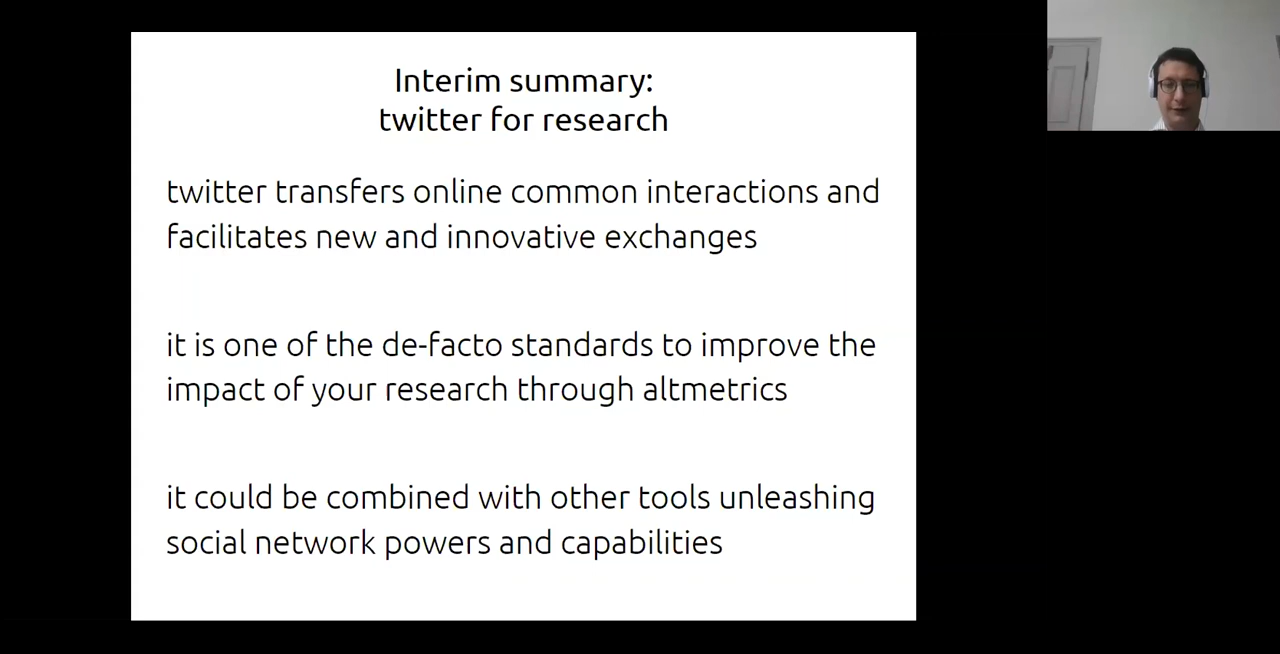 Interim summary:
twitter for research
twitter transfers online common interactions and
facilitates new and innovative exchanges
it is one of the de-facto standards to improve the
impact of your research through altmetrics
it could be combined with other tools unleashing
social network powers and capabilities